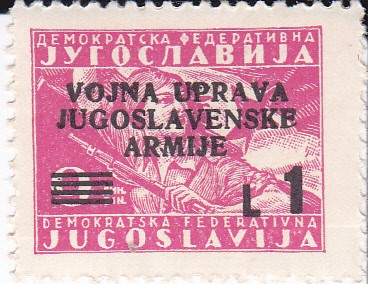 ДЕМОКРАТСКА ФЕДЕРАТИВНА
ЈУГОСЛАВИЈА
VOJNA UPRAVA
JUGOSLAVENSKE
ARMIJE
L 1
DEMOKRATSKA FEDERATIVNA
JUGOSLAVIJA